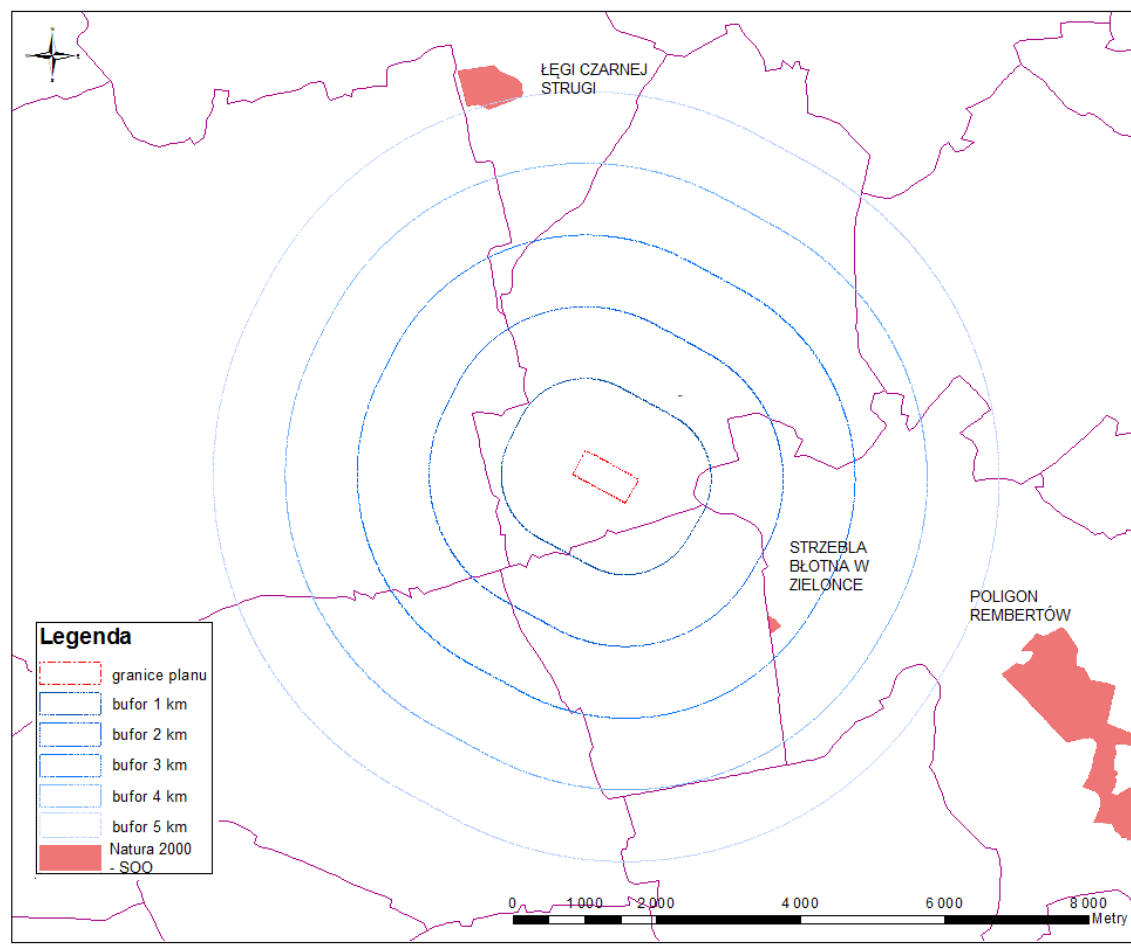 ŁĘGI CZARNEJ
STRUGI
STRZEBLA
BŁOTNA W
ZIELONCE
POLIGON
REMBERTÓW
Legenda
granice planu
bufor 1 km
bufor 2 km
bufor 3 km
bufor 4 km
bufor 5 km
Natura 2000
- SOO
0 1 000 2 000 4 000 6 000 8 000
Metry